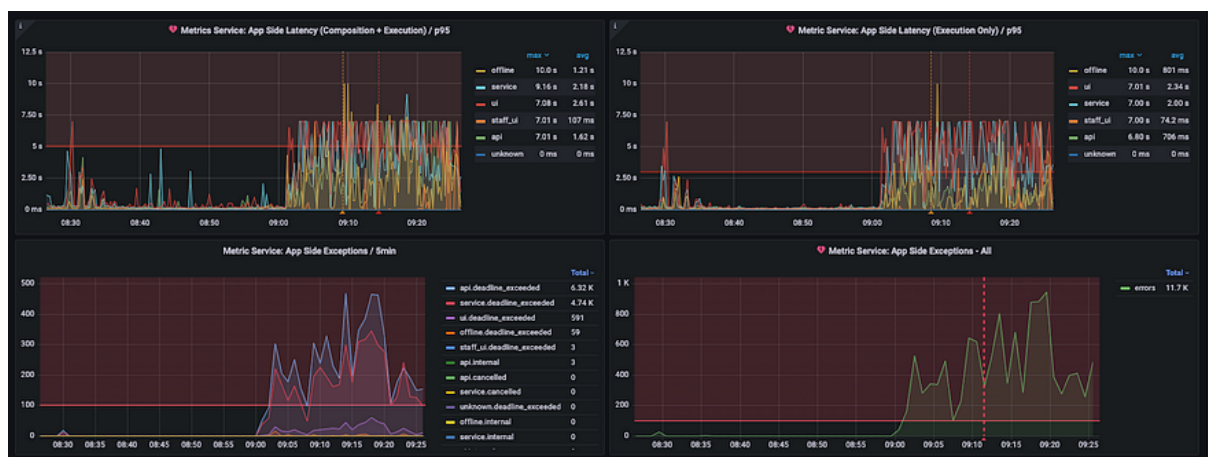 Metrics Service: App Side Latency (Composition + Execution) / p95
12.5 s
10 s
7.50 s
5 s
2.50 s
0 ms
08:30 08:40 08:50 09:00 09:10 09:20
max avg
offline 10.0 s 1.21 s
service 9.16 s 2.18 s
ui 7.08 s 2.61 s
staff_ui 7.01 s 107 ms
api 7.01 s 1.62 s
unknown 0 ms 0 ms
Metric Service: App Side Latency (Execution Only) / p95
12.5 s
10 s
7.50 s
5 s
2.50 s
0 ms
08:30 08:40 08:50 09:00 09:10 09:20
max avg
offline 10.0 s 801 ms
ui 7.01 s 2.34 s
service 7.00 s 2.00 s
staff_ui 7.00 s 74.2 ms
api 6.80 s 706 ms
unknown 0 ms 0 ms
Metric Service: App Side Exceptions / 5min
500
400
300
200
100
0
08:30 08:35 08:40 08:45 08:50 08:55 09:00 09:05 09:10 09:15 09:20 09:25
Total
api.deadline_exceeded 6.32 K
service.deadline_exceeded 4.74 K
ui.deadline_exceeded 591
offline.deadline_exceeded 59
staff_ui.deadline_exceeded 3
api.internal 3
api.cancelled 0
service.cancelled 0
unknown.deadline_exceeded 0
offline.internal 0
service.internal 0
Metric Service: App Side Exceptions - All
1 K
800
600
400
200
0
08:30 08:35 08:40 08:45 08:50 08:55 09:00 09:05 09:10 09:15 09:20 09:25
Total
errors 11.7 K